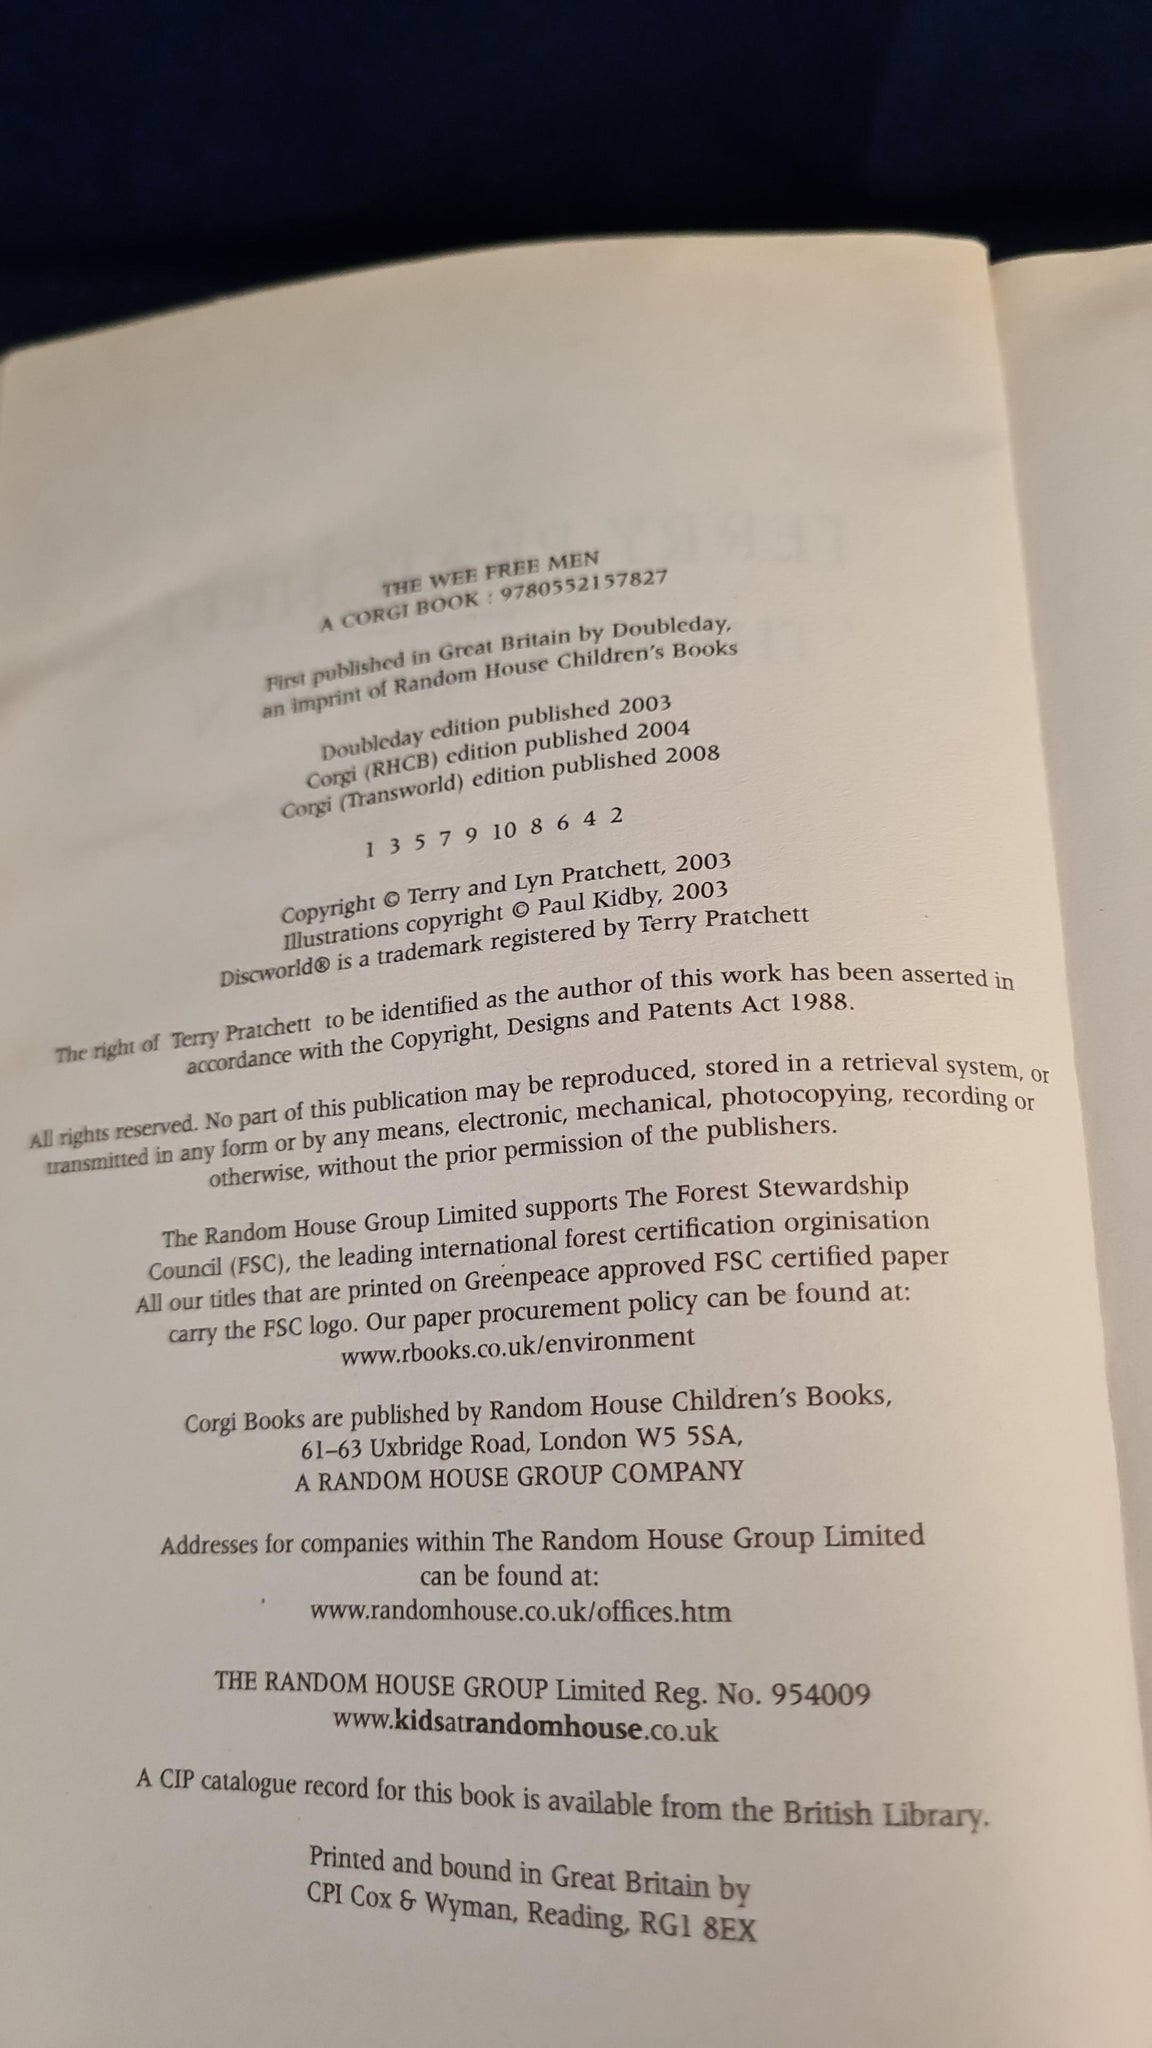 THE WEE FREE MEN
A CORGI BOOK : 9780552157827
First published in Great Britain by Doubleday,
an imprint of Random House Children's Books
Doubleday edition published 2003
Corgi (RHCB) edition published 2004
Corgi (Transworld) edition published 2008
1 3 5 7 9 10 8 6 4 2
Copyright © Terry and Lyn Pratchett, 2003
Illustrations copyright © Paul Kidby, 2003
Discworld® is a trademark registered by Terry Pratchett
The right of Terry Pratchett to be identified as the author of this work has been asserted in
accordance with the Copyright, Designs and Patents Act 1988.
All rights reserved. No part of this publication may be reproduced, stored in a retrieval system, or
transmitted in any form or by any means, electronic, mechanical, photocopying, recording or
otherwise, without the prior permission of the publishers.
The Random House Group Limited supports The Forest Stewardship
Council (FSC), the leading international forest certification orginisation
All our titles that are printed on Greenpeace approved FSC certified paper
carry the FSC logo. Our paper procurement policy can be found at:
www.rbooks.co.uk/environment
Corgi Books are published by Random House Children's Books,
61–63 Uxbridge Road, London W5 5SA,
A RANDOM HOUSE GROUP COMPANY
Addresses for companies within The Random House Group Limited
can be found at:
www.randomhouse.co.uk/offices.htm
THE RANDOM HOUSE GROUP Limited Reg. No. 954009
www.kidsatrandomhouse.co.uk
A CIP catalogue record for this book is available from the British Library.
Printed and bound in Great Britain by
CPI Cox & Wyman, Reading, RG1 8EX